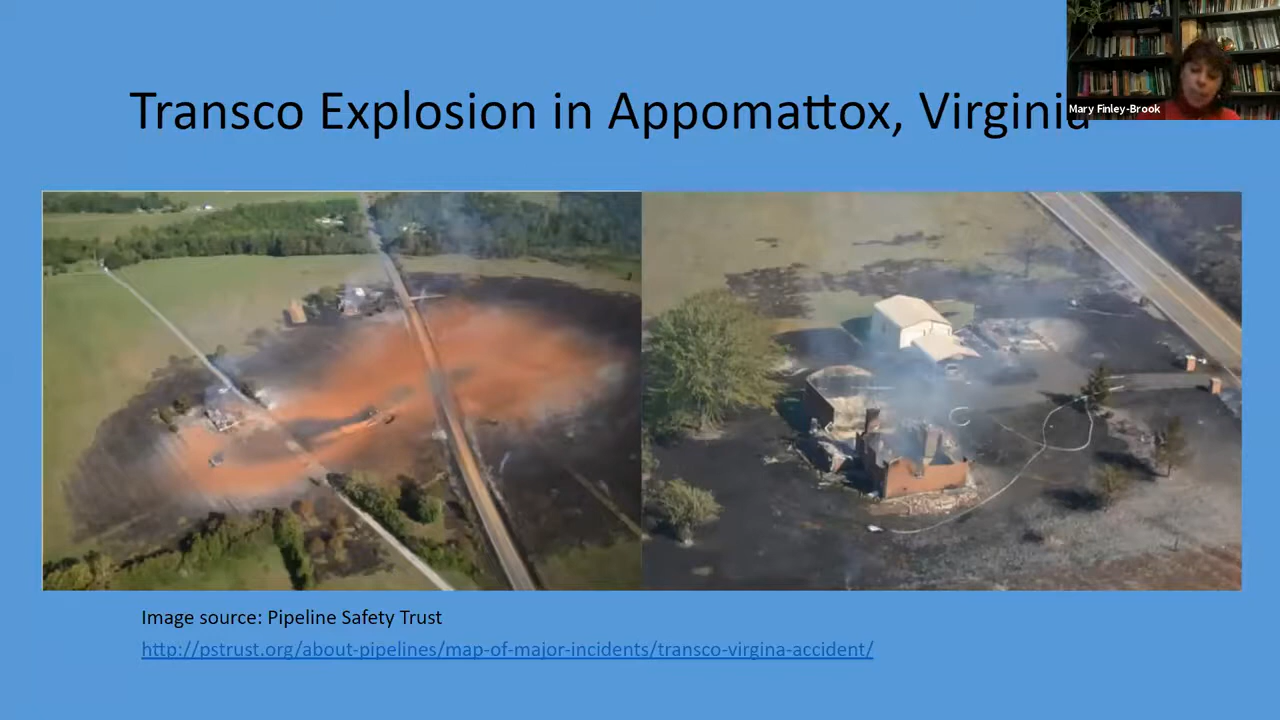 Transco Explosion in Appomattox, Virginia
Mary Finley-Brook
Image source: Pipeline Safety Trust
http://pstrust.org/about-pipelines/map-of-major-incidents/transco-virgina-accident/